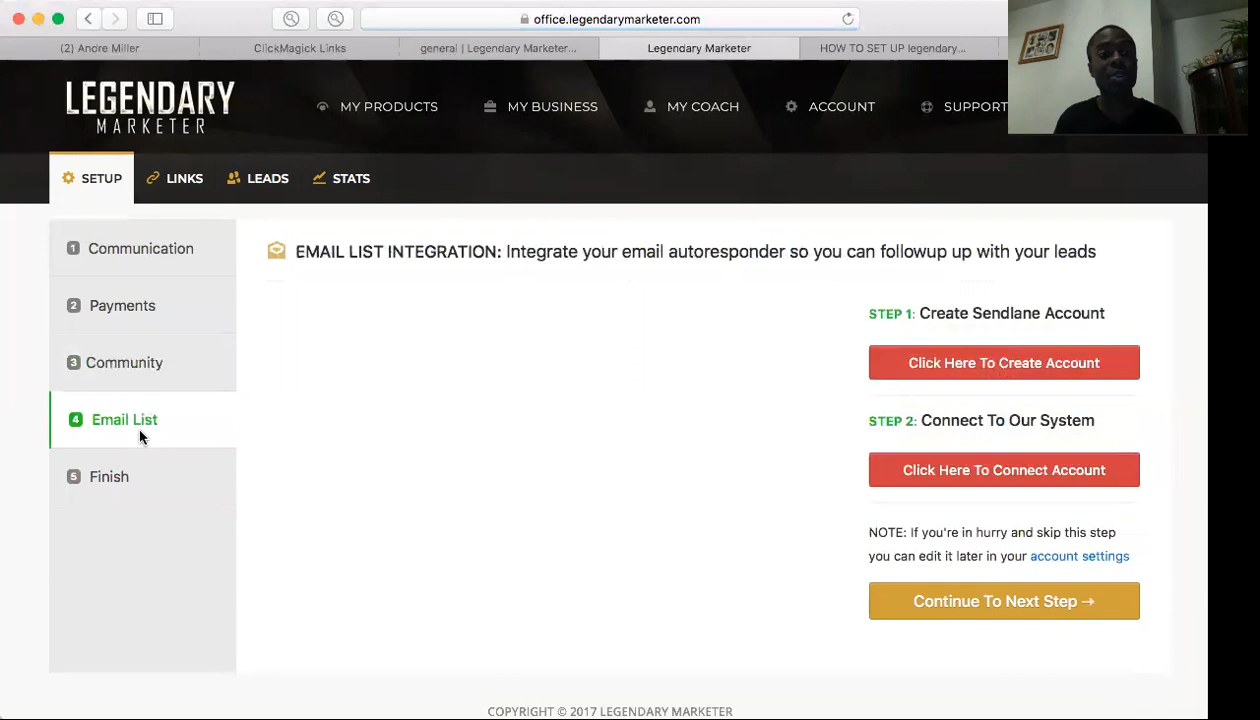 office.legendarymarketer.com
(2) Andre Miller
ClickMagick Links
general | Legendary Marketer...
Legendary Marketer
HOW TO SET UP legendary...
LEGENDARY
MARKETER
MY PRODUCTS
MY BUSINESS
MY COACH
ACCOUNT
SUPPORT
SETUP
LINKS
LEADS
STATS
1 Communication
2 Payments
3 Community
4 Email List
5 Finish
EMAIL LIST INTEGRATION: Integrate your email autoresponder so you can followup up with your leads
STEP 1: Create Sendlane Account
Click Here To Create Account
STEP 2: Connect To Our System
Click Here To Connect Account
NOTE: If you're in hurry and skip this step
you can edit it later in your account settings
Continue To Next Step →
COPYRIGHT © 2017 LEGENDARY MARKETER